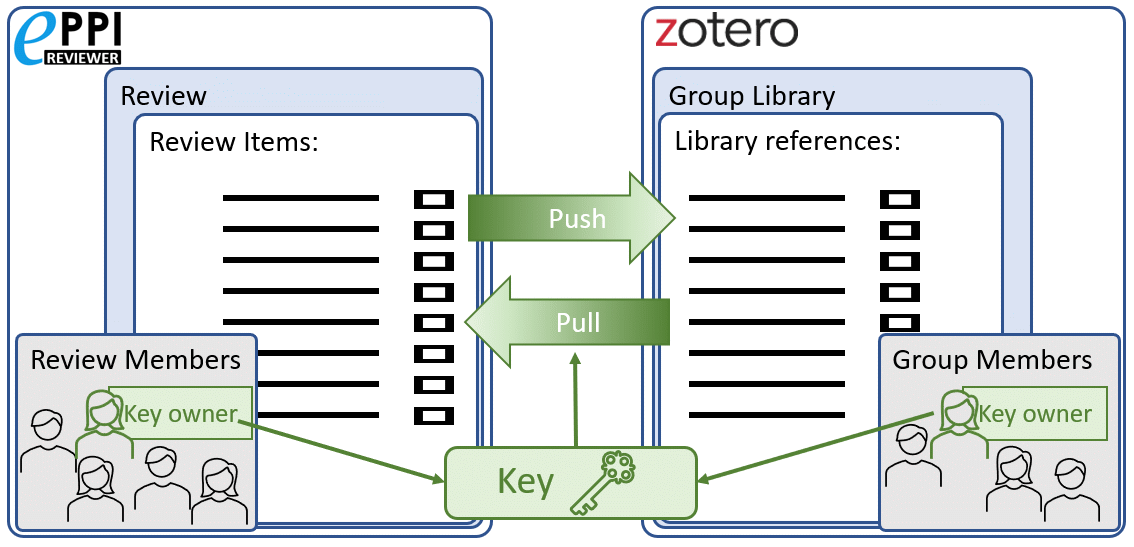 ePPI
REVIEWER
zotero
Review
Group Library
Review Items:
Library references:
Push
Pull
Review Members
Group Members
Key owner
Key owner
Key